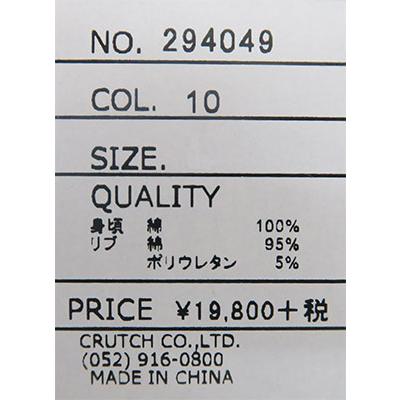 NO. 294049
COL. 10
SIZE.
QUALITY
身頃 綿 100%
リブ 綿 95%
ポリウレタン 5%
PRICE ¥19,800+税
CRUTCH CO.,LTD.
(052) 916-0800
MADE IN CHINA